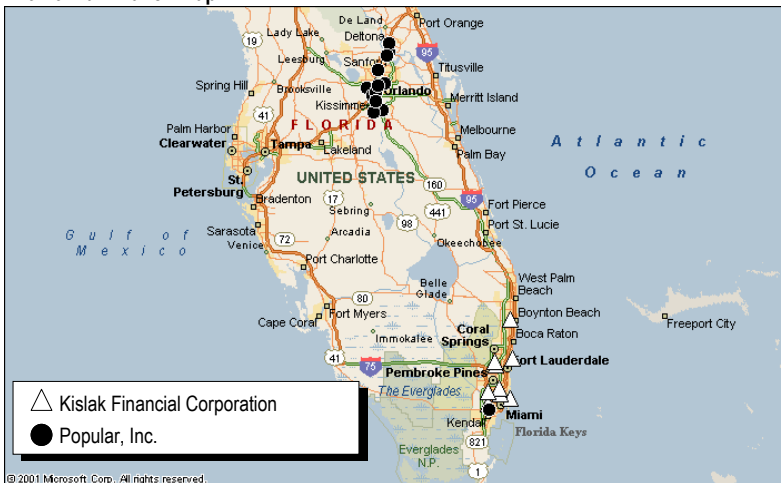 Port Orange
De Land
Lady Lake
Deltona
19
95
Leesburg
Sanford
Titusville
Spring Hill
Brooksville
Orlando
Kissimmee
Merritt Island
41
FLORIDA
Palm Harbor
Melbourne
Clearwater
Tampa
Lakeland
Palm Bay
Atlantic
Ocean
UNITED STATES
St.
Petersburg
160
Bradenton
17
95
Fort Pierce
Sebring
441
Port St. Lucie
Gulf of
Mexico
Sarasota
Arcadia
98
Venice
72
Okeechobee
Port Charlotte
West Palm
Beach
Belle
Glade
80
Fort Myers
Boynton Beach
Cape Coral
Coral
Springs
Boca Raton
Freeport City
Immokalee
41
75
Fort Lauderdale
Pembroke Pines
The Everglades
Miami
Kendall
Florida Keys
821
Everglades
N.P.
1
Kislak Financial Corporation
Popular, Inc.
© 2001 Microsoft Corp. All rights reserved.